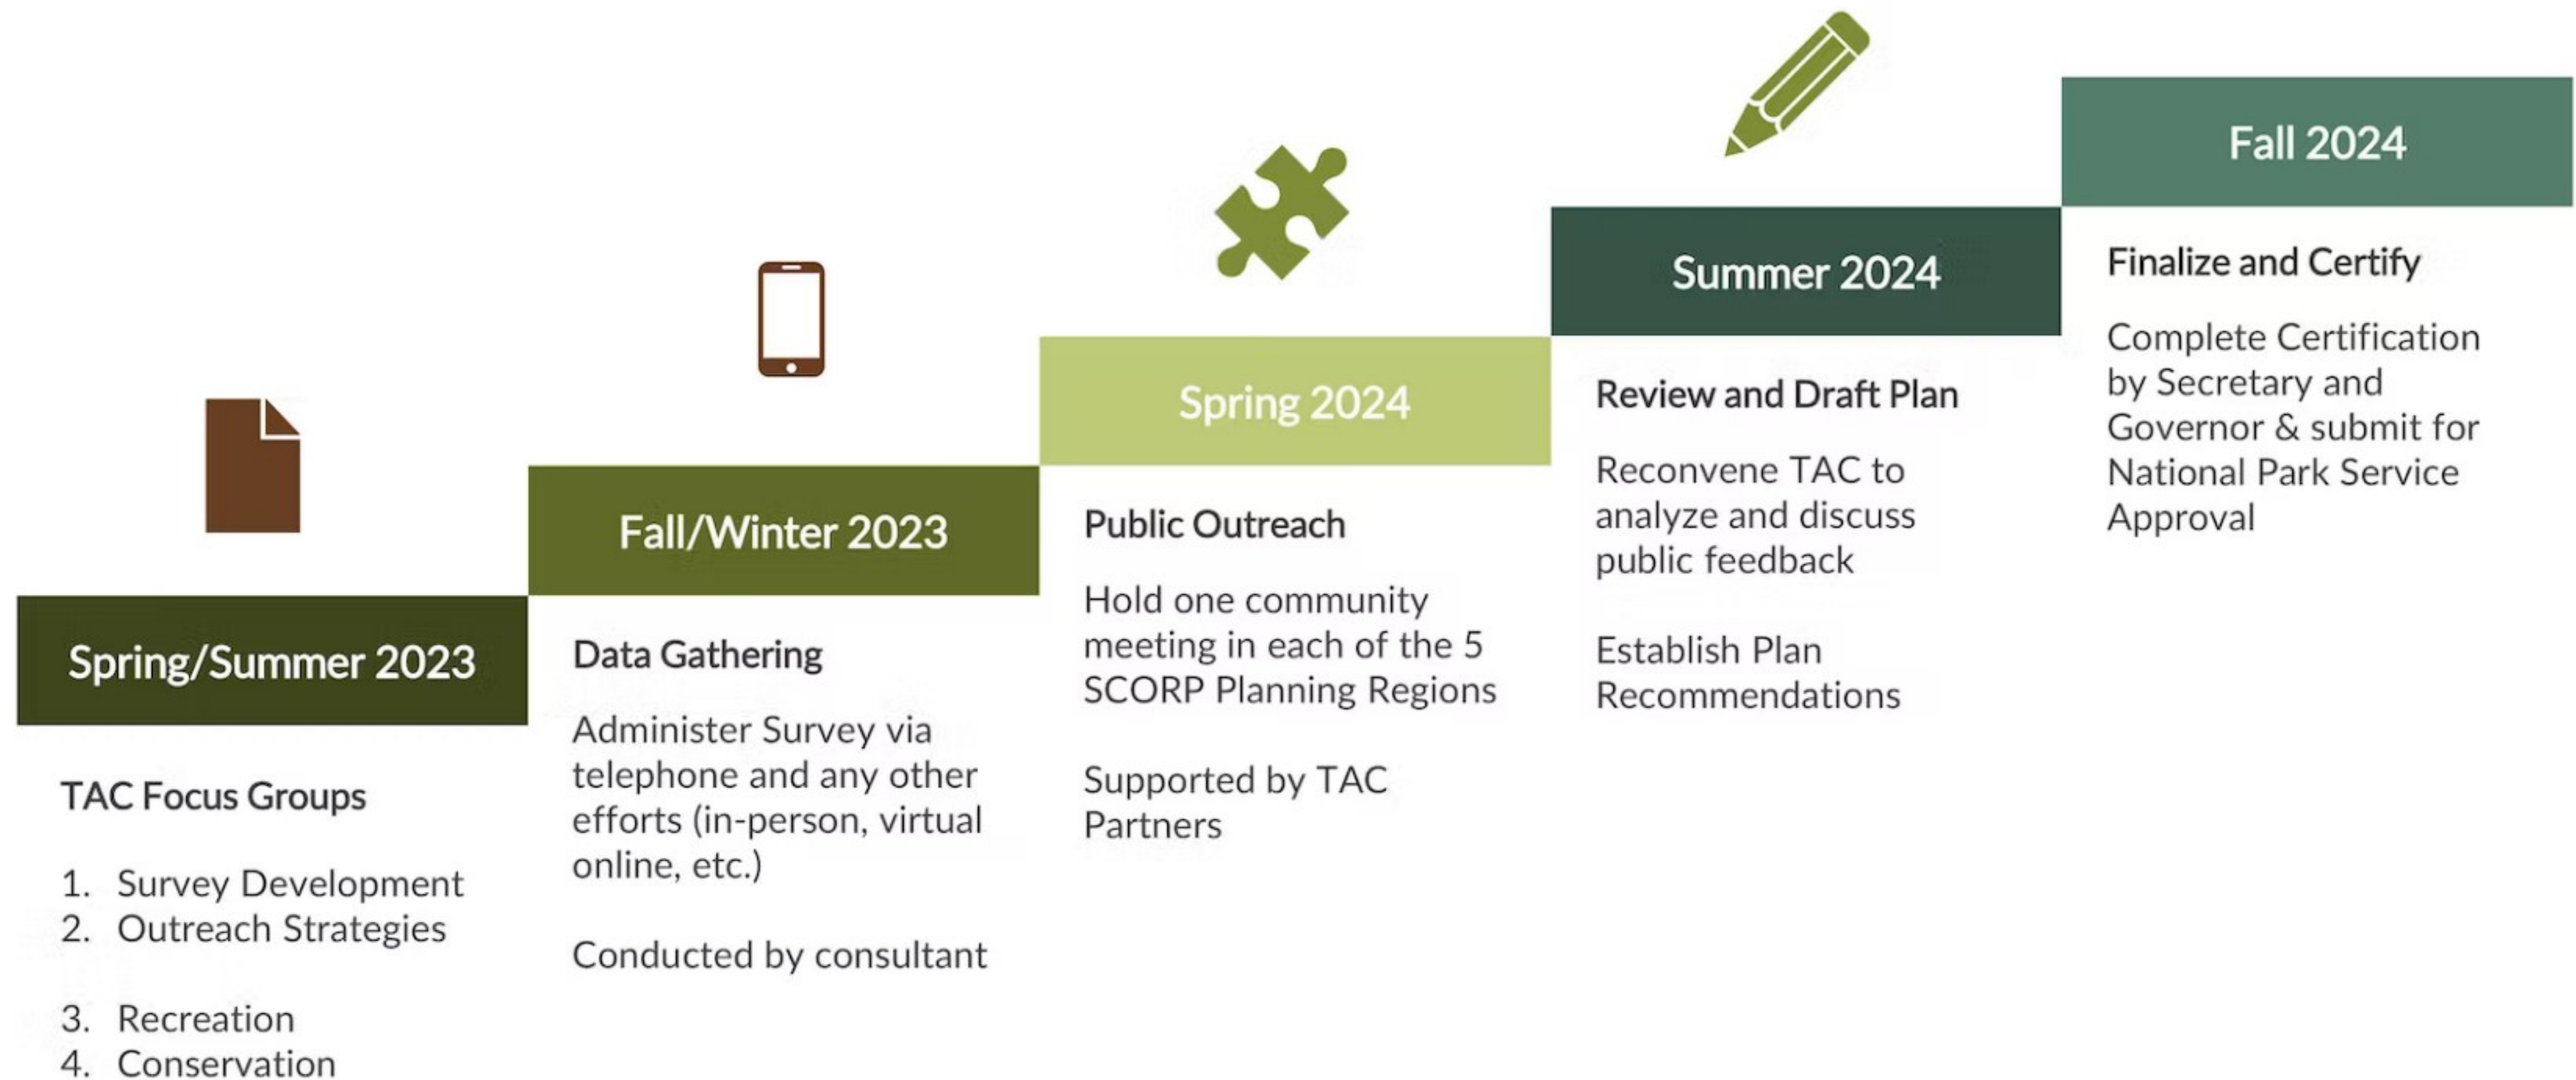 Spring/Summer 2023
TAC Focus Groups
1. Survey Development
2. Outreach Strategies
3. Recreation
4. Conservation
Fall/Winter 2023
Data Gathering
Administer Survey via
telephone and any other
efforts (in-person, virtual
online, etc.)
Conducted by consultant
Spring 2024
Public Outreach
Hold one community
meeting in each of the 5
SCORP Planning Regions
Supported by TAC
Partners
Summer 2024
Review and Draft Plan
Reconvene TAC to
analyze and discuss
public feedback
Establish Plan
Recommendations
Fall 2024
Finalize and Certify
Complete Certification
by Secretary and
Governor & submit for
National Park Service
Approval